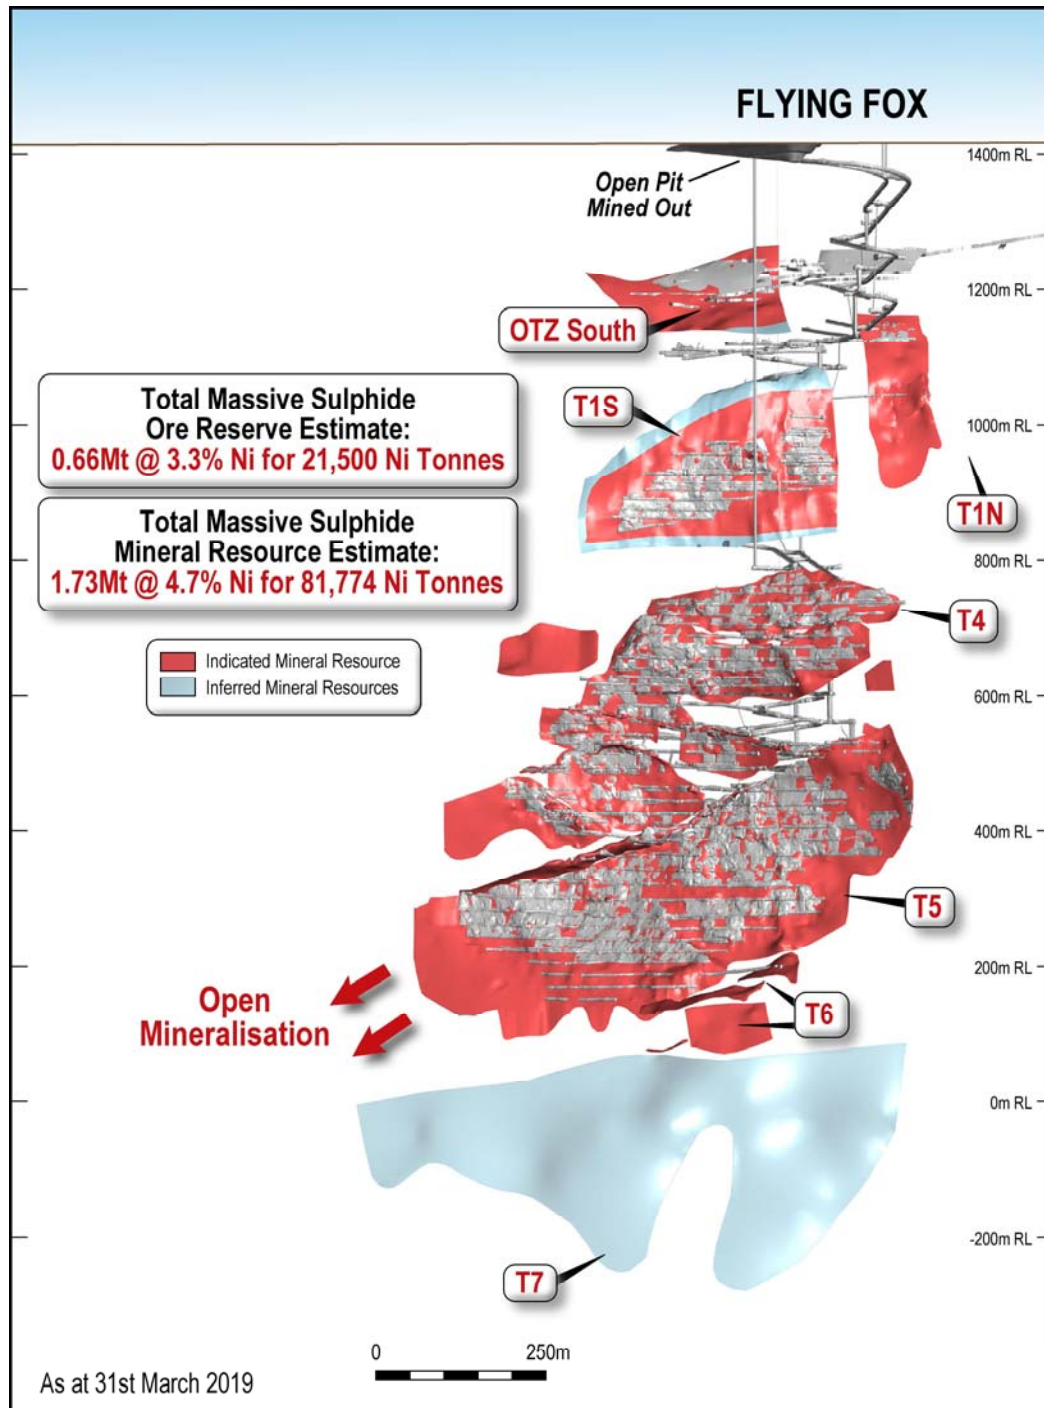 FLYING FOX
1400m RL
Open Pit
Mined Out
1200m RL
OTZ South
Total Massive Sulphide
Ore Reserve Estimate:
0.66Mt @ 3.3% Ni for 21,500 Ni Tonnes
T1S
1000m RL
T1N
Total Massive Sulphide
Mineral Resource Estimate:
1.73Mt @ 4.7% Ni for 81,774 Ni Tonnes
800m RL
T4
Indicated Mineral Resource
Inferred Mineral Resources
600m RL
400m RL
T5
200m RL
Open
Mineralisation
T6
0m RL
-200m RL
T7
0 250m
As at 31st March 2019